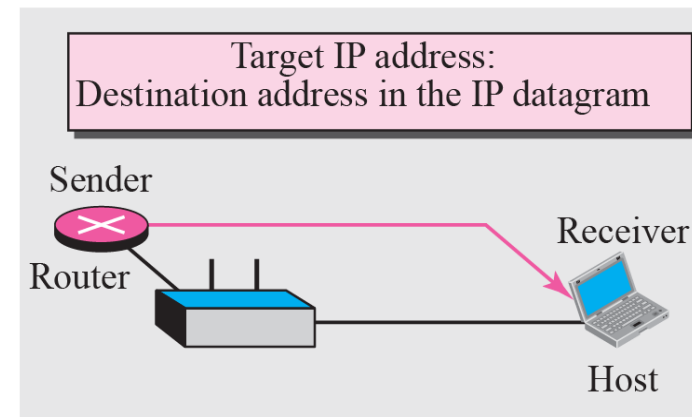 Target IP address:
Destination address in the IP datagram
Sender
Receiver
Router
Host